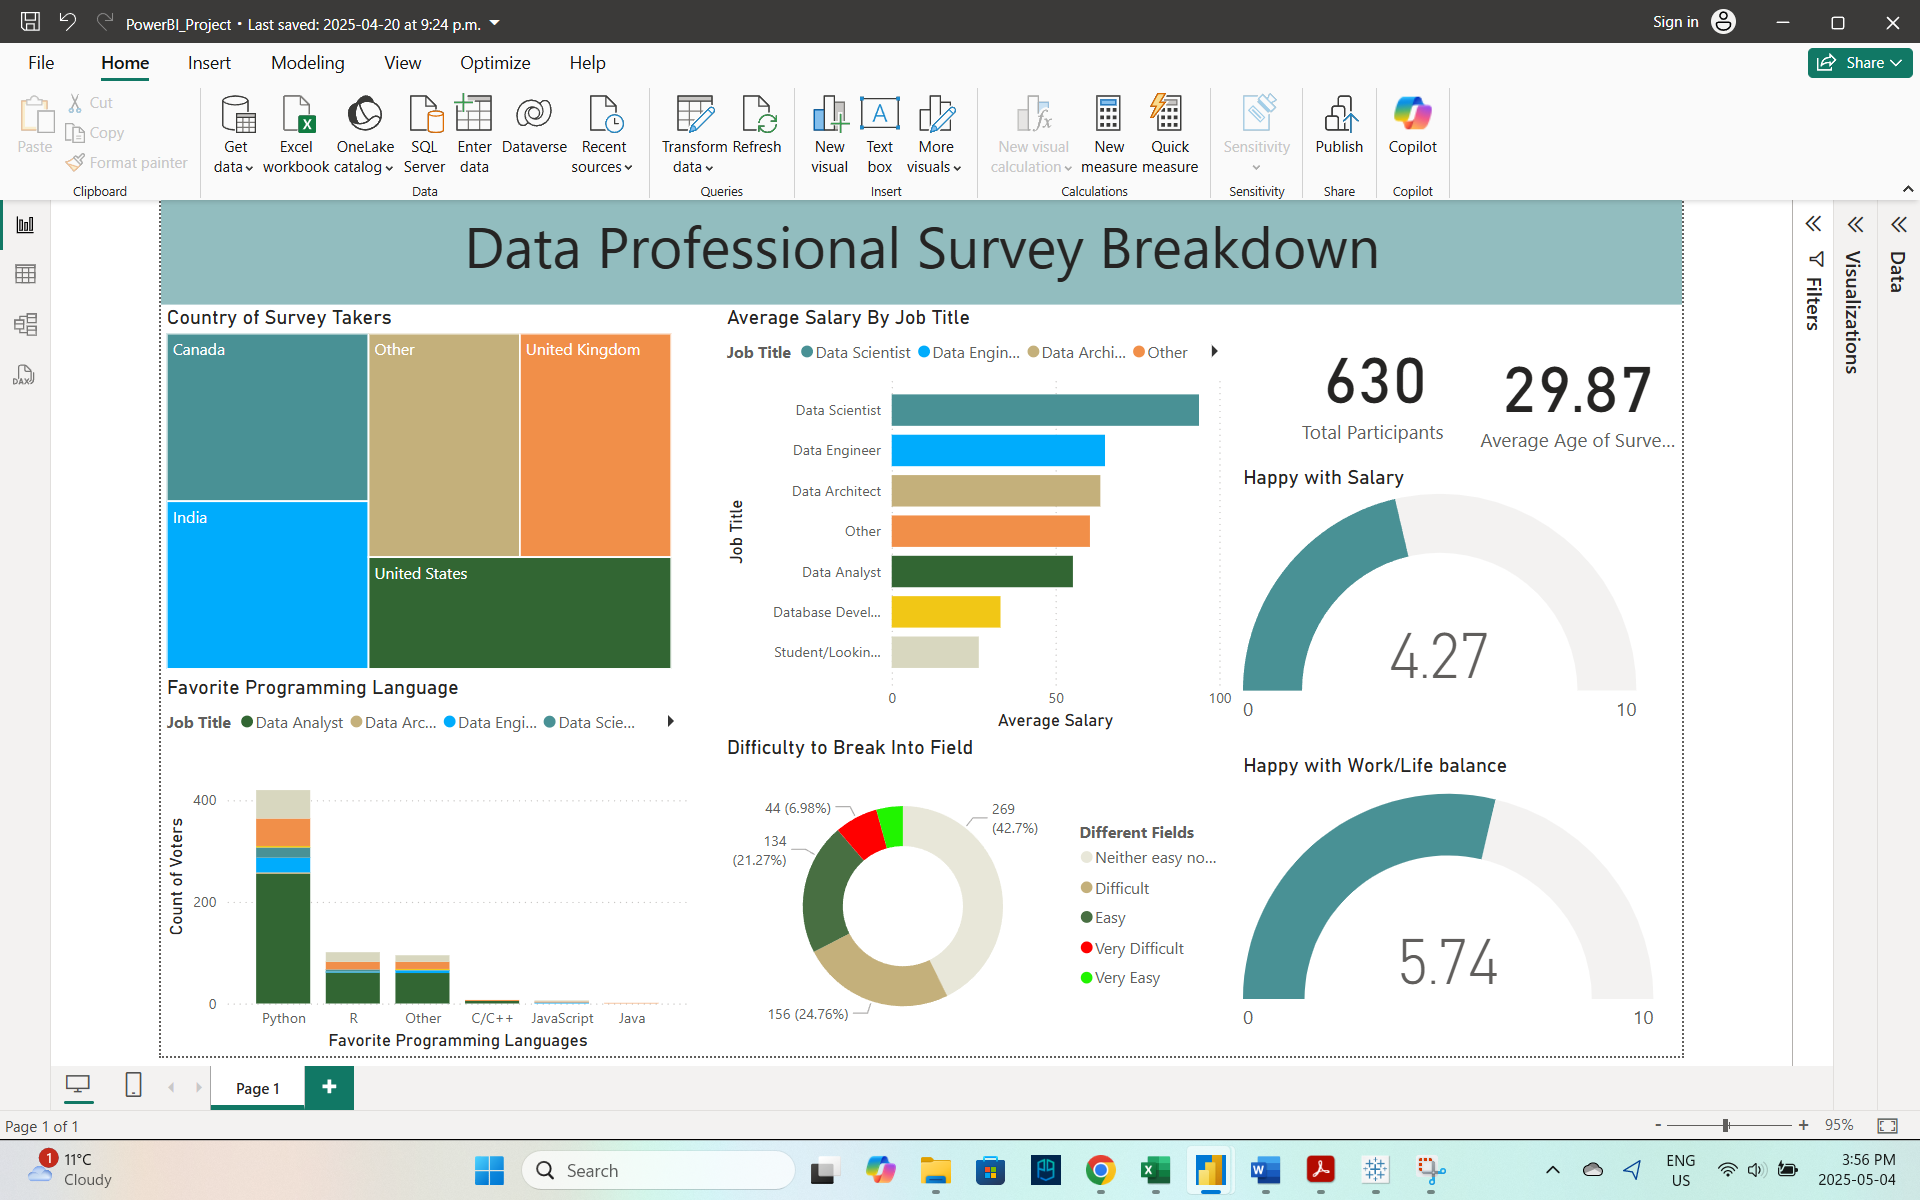 PowerBI_Project • Last saved: 2025-04-20 at 9:24 p.m.
Sign in
File Home Insert Modeling View Optimize Help
Share
Paste
Cut
Copy
Format painter
Clipboard
Get data
Excel workbook
OneLake catalog
SQL Server
Enter data
Dataverse
Recent sources
Data
Transform data
Refresh
Queries
New visual
Text box
More visuals
Insert
New visual calculation
New measure
Quick measure
Calculations
Sensitivity
Sensitivity
Publish
Share
Copilot
Copilot
Data Professional Survey Breakdown
Filters
Visualizations
Data
Country of Survey Takers
Canada
Other
United Kingdom
India
United States
Average Salary By Job Title
Job Title Data Scientist Data Engin... Data Archi... Other
Job Title
Data Scientist
Data Engineer
Data Architect
Other
Data Analyst
Database Devel...
Student/Lookin...
0 50 100
Average Salary
630
Total Participants
29.87
Average Age of Surve...
Happy with Salary
4.27
0 10
Favorite Programming Language
Job Title Data Analyst Data Arc... Data Engi... Data Scie...
Count of Voters
400
200
0
Python R Other C/C++ JavaScript Java
Favorite Programming Languages
Difficulty to Break Into Field
44 (6.98%)
269
(42.7%)
134
(21.27%)
156 (24.76%)
Different Fields
Neither easy no...
Difficult
Easy
Very Difficult
Very Easy
Happy with Work/Life balance
5.74
0 10
Page 1
+
Page 1 of 1
- + 95%
1
11°C
Cloudy
Search
ENG
US
3:56 PM
2025-05-04